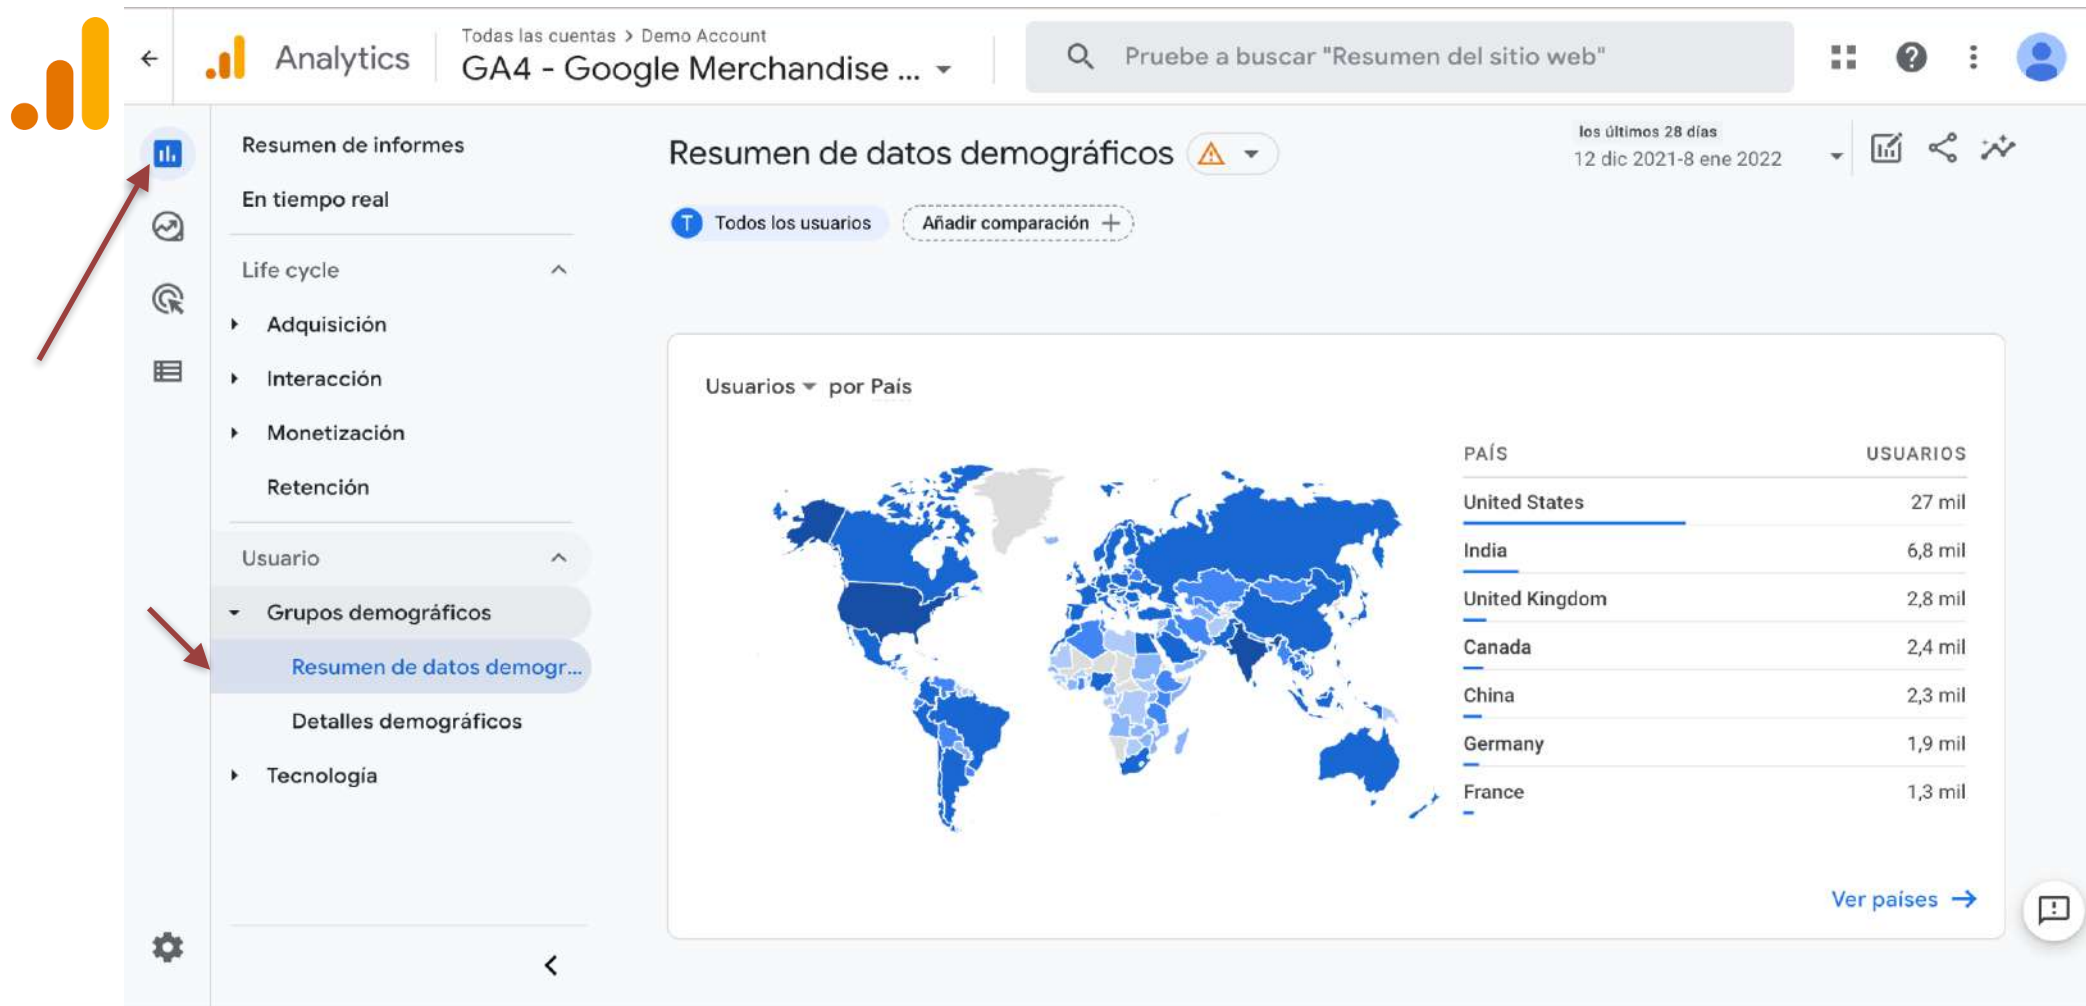 Analytics
Todas las cuentas > Demo Account
GA4 - Google Merchandise ...
Pruebe a buscar "Resumen del sitio web"
Resumen de informes
En tiempo real
Life cycle
Adquisición
Interacción
Monetización
Retención
Usuario
Grupos demográficos
Resumen de datos demogr...
Detalles demográficos
Tecnología
Resumen de datos demográficos
los últimos 28 días
12 dic 2021-8 ene 2022
T Todos los usuarios
Añadir comparación +
Usuarios por País
PAÍS USUARIOS
United States 27 mil
India 6,8 mil
United Kingdom 2,8 mil
Canada 2,4 mil
China 2,3 mil
Germany 1,9 mil
France 1,3 mil
Ver países →